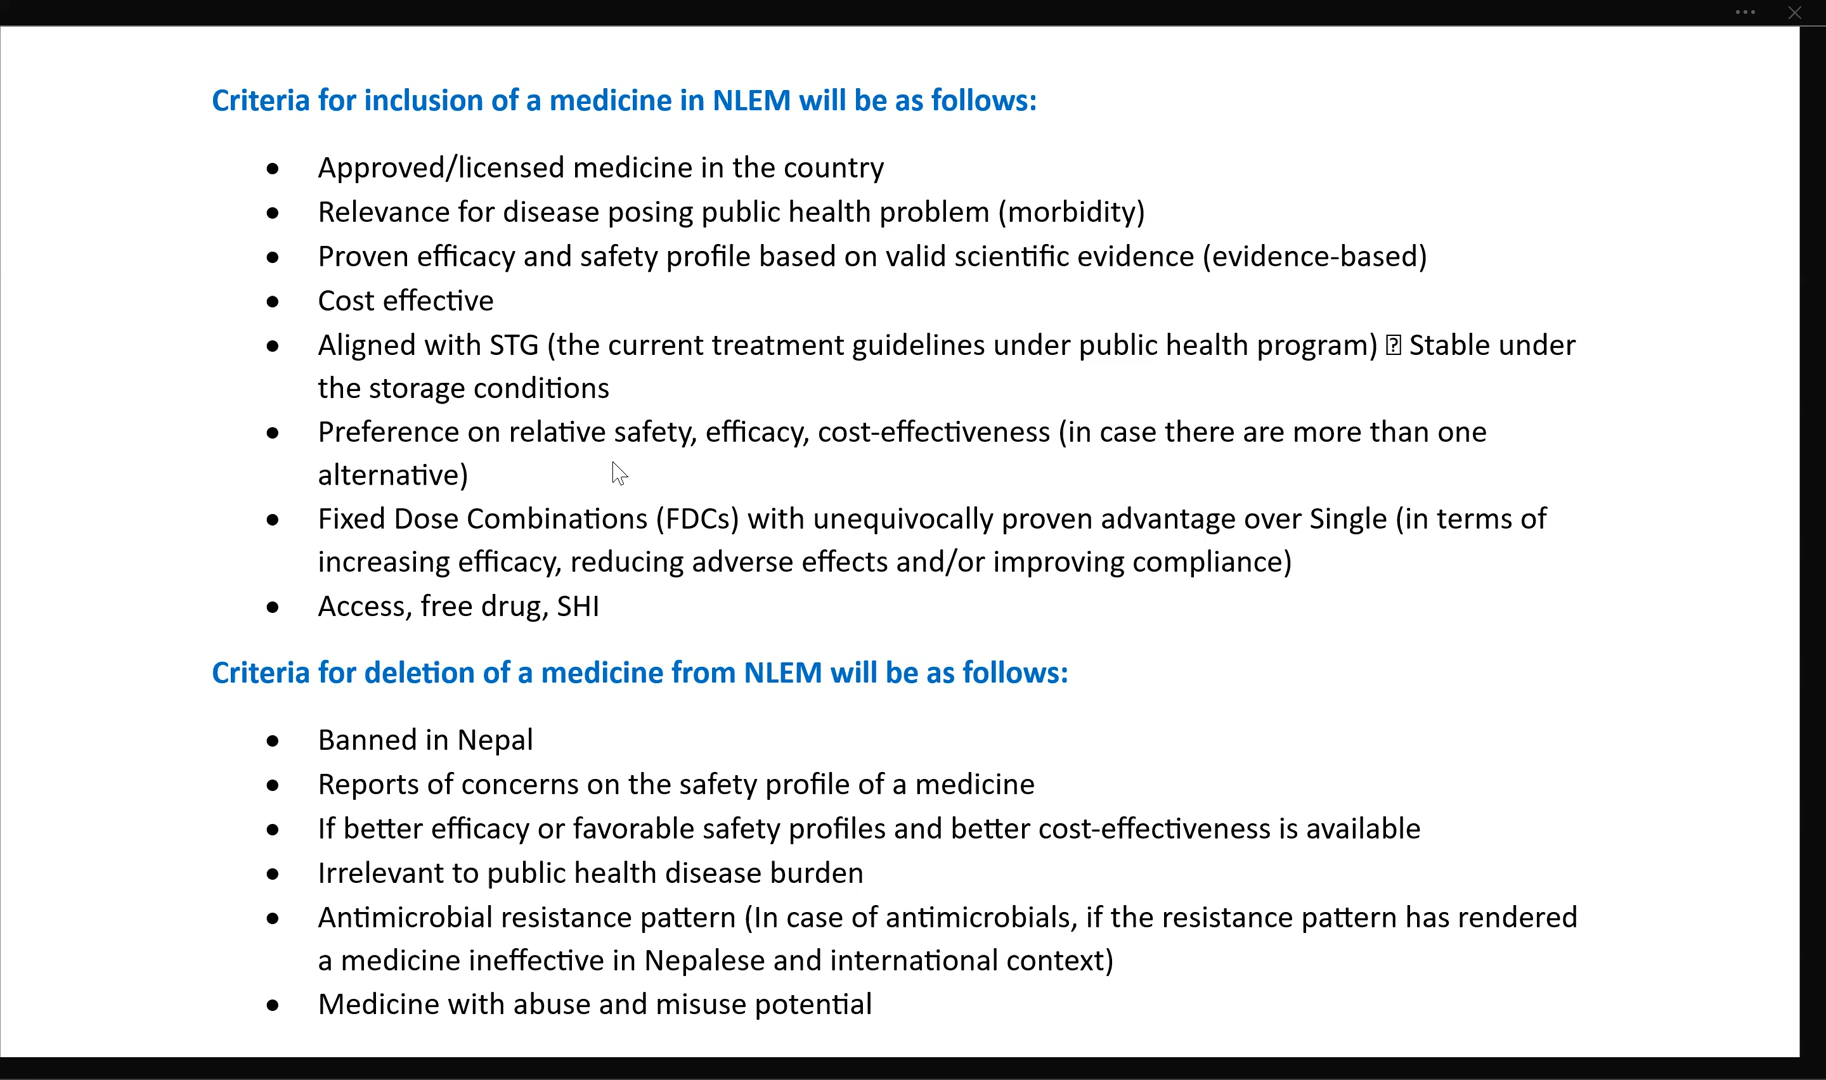 Criteria for inclusion of a medicine in NLEM will be as follows:
● Approved/licensed medicine in the country
● Relevance for disease posing public health problem (morbidity)
● Proven efficacy and safety profile based on valid scientific evidence (evidence-based)
● Cost effective
● Aligned with STG (the current treatment guidelines under public health program) ⍰ Stable under
the storage conditions
● Preference on relative safety, efficacy, cost-effectiveness (in case there are more than one
alternative)
● Fixed Dose Combinations (FDCs) with unequivocally proven advantage over Single (in terms of
increasing efficacy, reducing adverse effects and/or improving compliance)
● Access, free drug, SHI
Criteria for deletion of a medicine from NLEM will be as follows:
● Banned in Nepal
● Reports of concerns on the safety profile of a medicine
● If better efficacy or favorable safety profiles and better cost-effectiveness is available
● Irrelevant to public health disease burden
● Antimicrobial resistance pattern (In case of antimicrobials, if the resistance pattern has rendered
a medicine ineffective in Nepalese and international context)
● Medicine with abuse and misuse potential